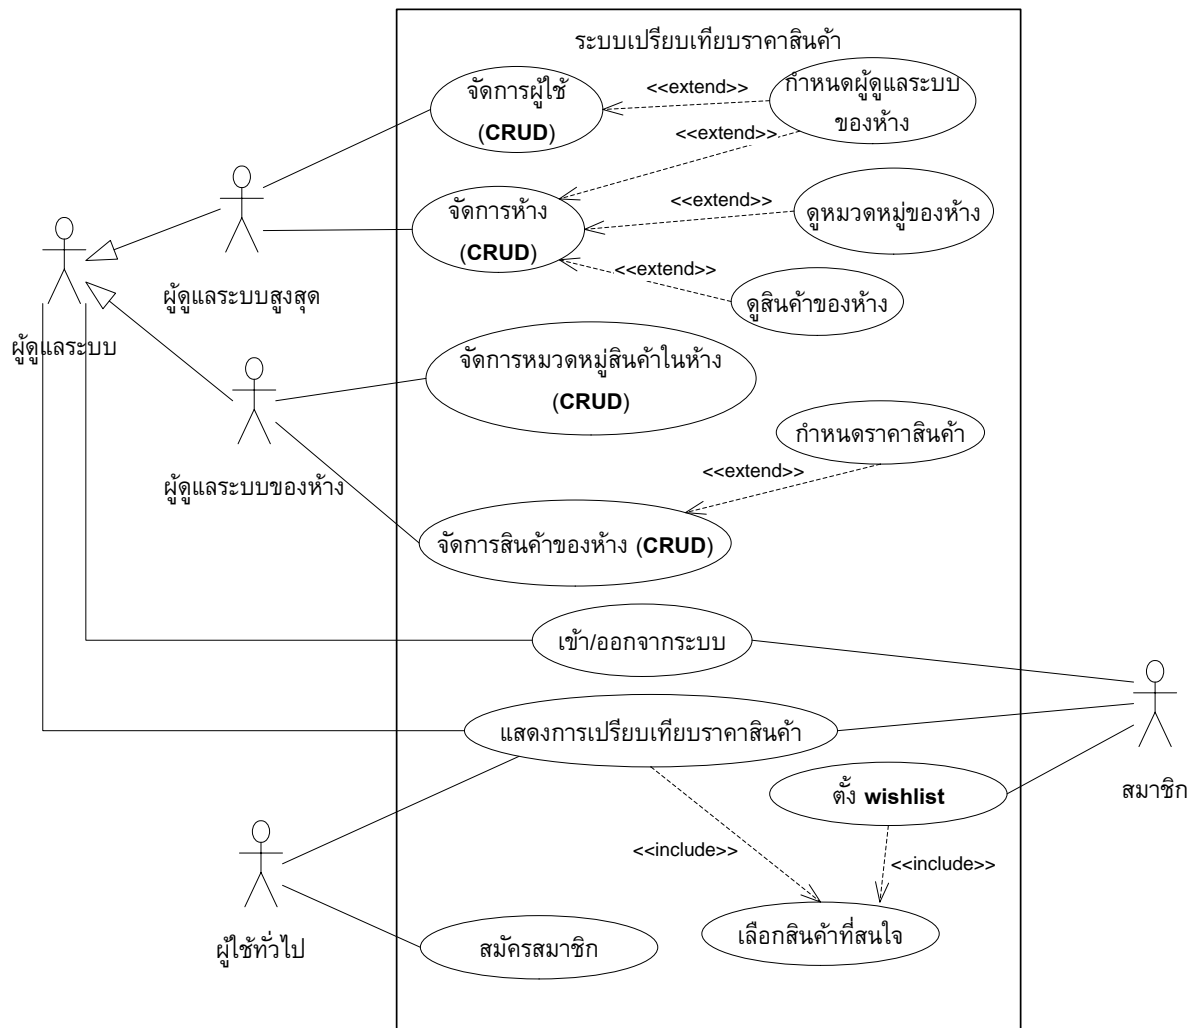 ระบบเปรียบเทียบราคาสินค้า
จัดการผู้ใช้
(CRUD)
<<extend>>
กำหนดผู้ดูแลระบบ
ของห้าง
<<extend>>
จัดการห้าง
(CRUD)
<<extend>>
ดูหมวดหมู่ของห้าง
<<extend>>
ดูสินค้าของห้าง
ผู้ดูแลระบบสูงสุด
ผู้ดูแลระบบ
จัดการหมวดหมู่สินค้าในห้าง
(CRUD)
กำหนดราคาสินค้า
<<extend>>
ผู้ดูแลระบบของห้าง
จัดการสินค้าของห้าง (CRUD)
เข้า/ออกจากระบบ
แสดงการเปรียบเทียบราคาสินค้า
ตั้ง wishlist
สมาชิก
<<include>>
<<include>>
ผู้ใช้ทั่วไป
สมัครสมาชิก
เลือกสินค้าที่สนใจ